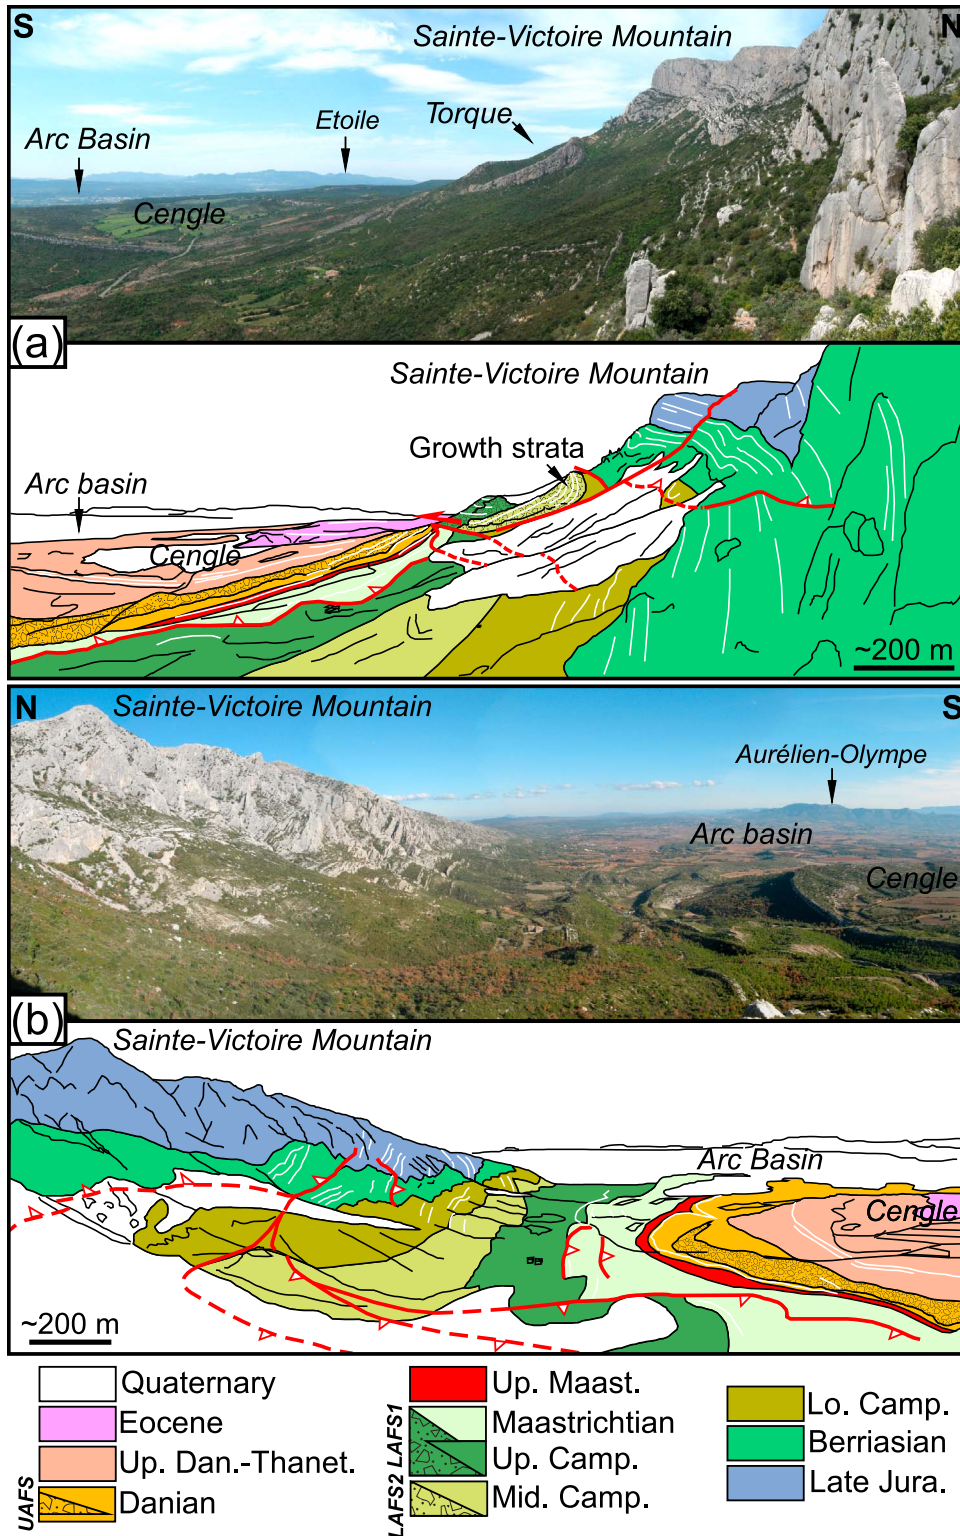 S
N
Sainte-Victoire Mountain
Torque
Etoile
Arc Basin
Cengle
(a)
Sainte-Victoire Mountain
Growth strata
Arc basin
Cengle
~200 m
N
S
Sainte-Victoire Mountain
Aurélien-Olympe
Arc basin
Cengle
(b)
Sainte-Victoire Mountain
Arc Basin
Cengle
~200 m
Quaternary
Eocene
Up. Dan.-Thanet.
UAFS
Danian
Up. Maast.
LAFS2 LAFS1
Maastrichtian
Up. Camp.
Mid. Camp.
Lo. Camp.
Berriasian
Late Jura.